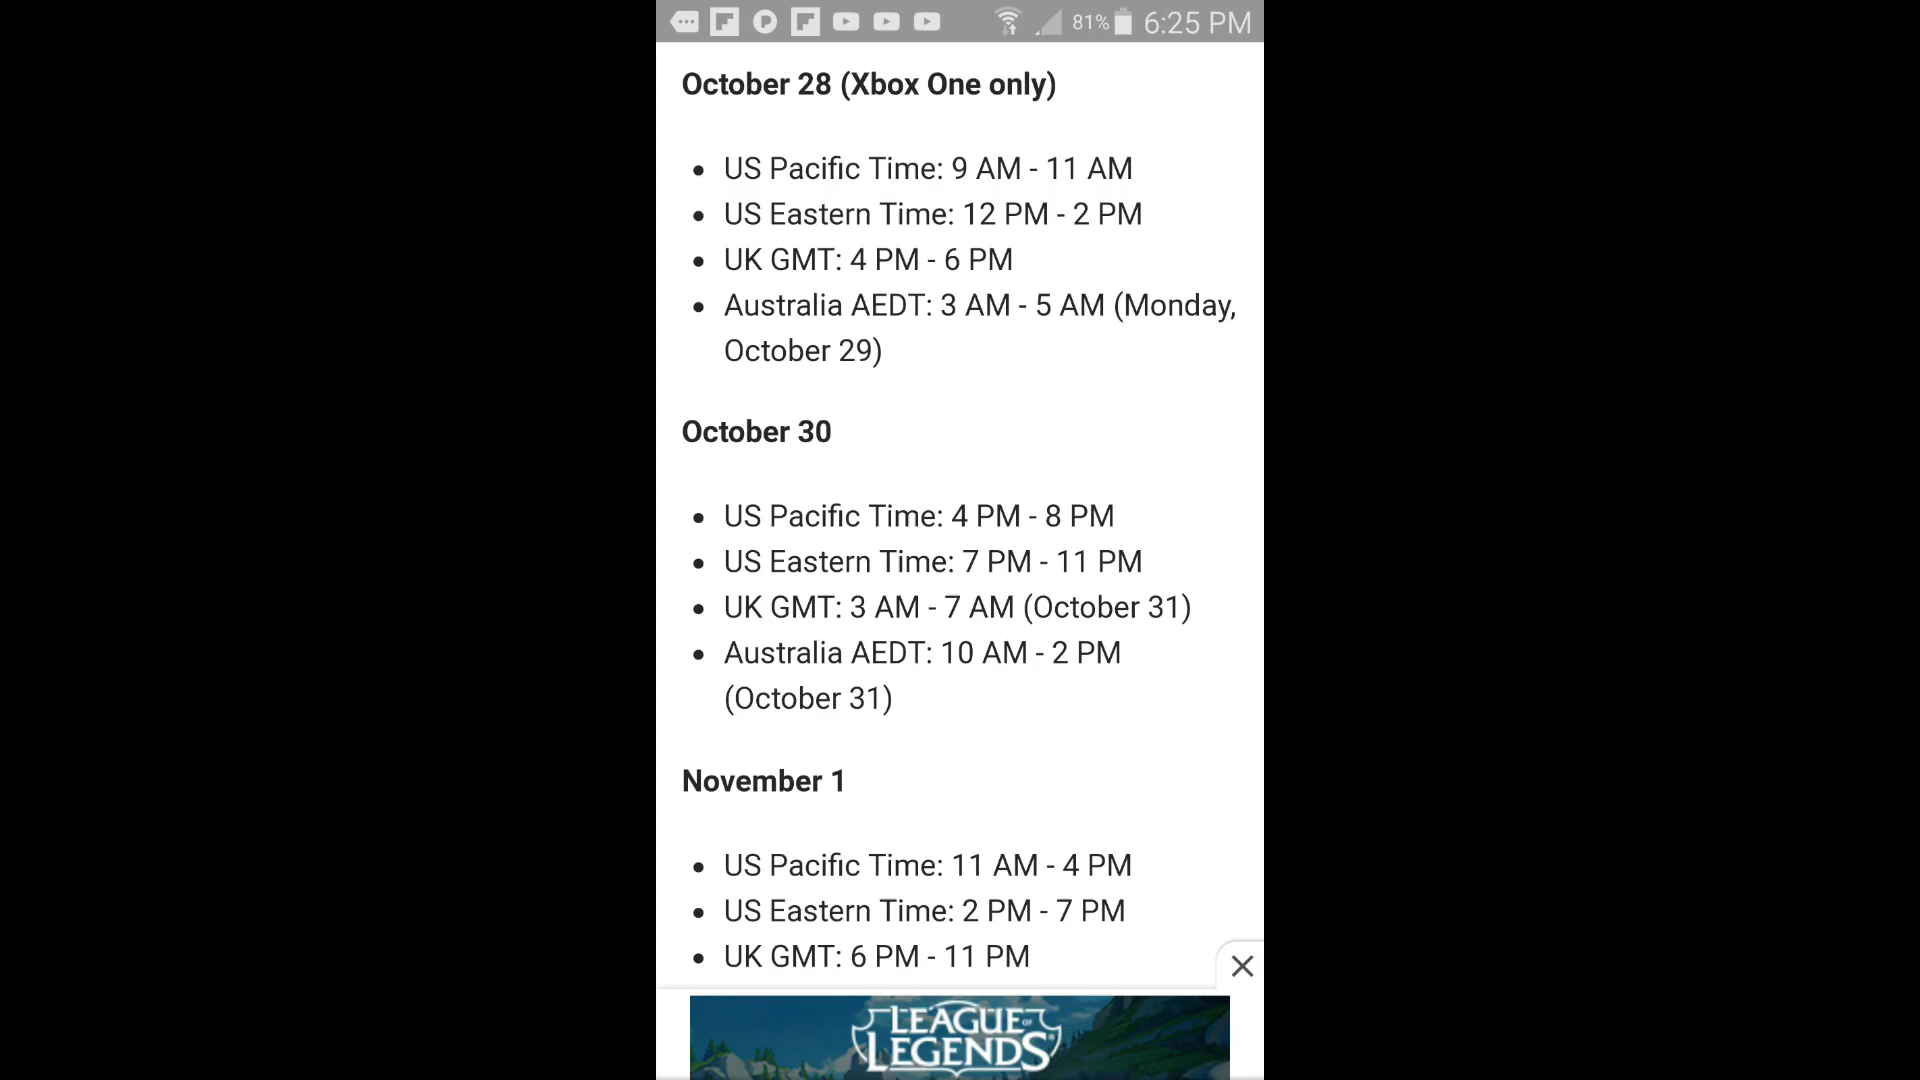 81% 6:25 PM
October 28 (Xbox One only)
• US Pacific Time: 9 AM - 11 AM
• US Eastern Time: 12 PM - 2 PM
• UK GMT: 4 PM - 6 PM
• Australia AEDT: 3 AM - 5 AM (Monday,
October 29)
October 30
• US Pacific Time: 4 PM - 8 PM
• US Eastern Time: 7 PM - 11 PM
• UK GMT: 3 AM - 7 AM (October 31)
• Australia AEDT: 10 AM - 2 PM
(October 31)
November 1
• US Pacific Time: 11 AM - 4 PM
• US Eastern Time: 2 PM - 7 PM
• UK GMT: 6 PM - 11 PM
LEAGUE OF
LEGENDS